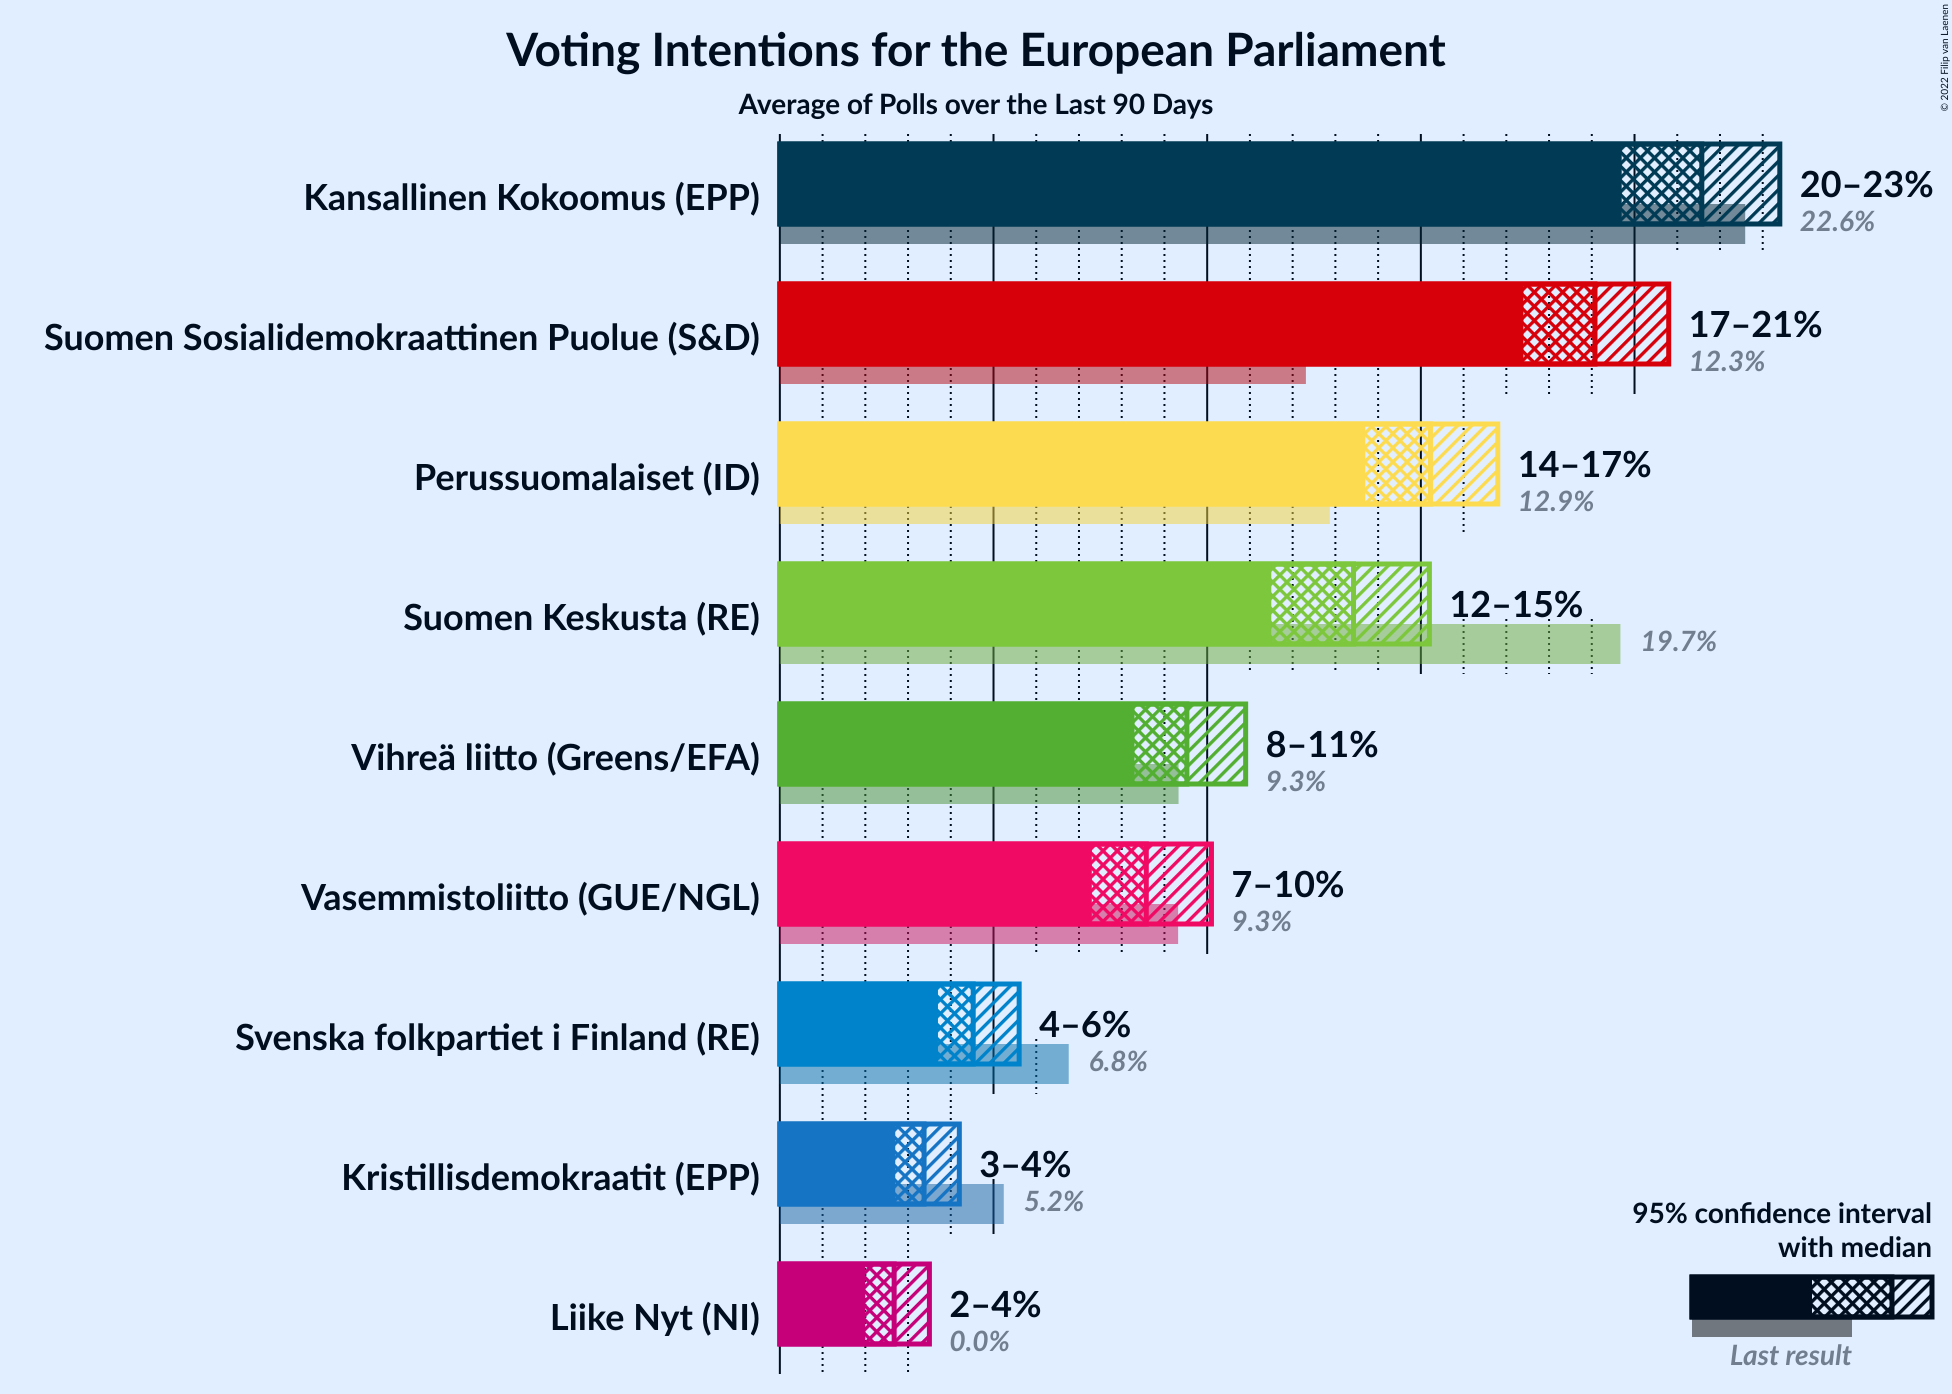 Voting Intentions for the European Parliament
Average of Polls over the Last 90 Days
© 2022 Filip van Laenen
Kansallinen Kokoomus (EPP)
20–23%
22.6%
Suomen Sosialidemokraattinen Puolue (S&D)
17–21%
12.3%
Perussuomalaiset (ID)
14–17%
12.9%
Suomen Keskusta (RE)
12–15%
19.7%
Vihreä liitto (Greens/EFA)
8–11%
9.3%
Vasemmistoliitto (GUE/NGL)
7–10%
9.3%
Svenska folkpartiet i Finland (RE)
4–6%
6.8%
Kristillisdemokraatit (EPP)
3–4%
5.2%
Liike Nyt (NI)
2–4%
0.0%
95% confidence interval
with median
Last result